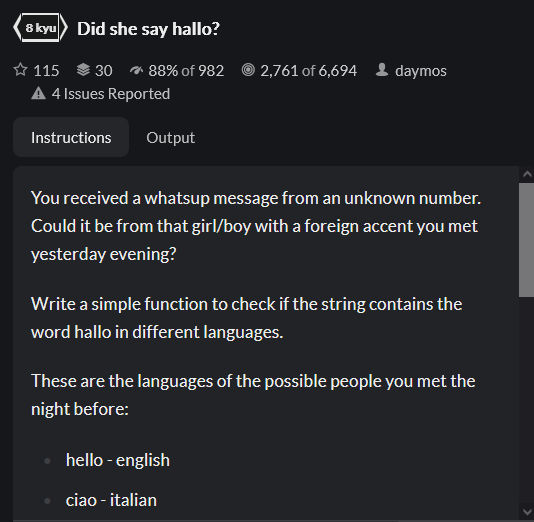 8 kyu Did she say hallo?
115 30 88% of 982 2,761 of 6,694 daymos
4 Issues Reported
Instructions Output
You received a whatsup message from an unknown number.
Could it be from that girl/boy with a foreign accent you met
yesterday evening?
Write a simple function to check if the string contains the
word hallo in different languages.
These are the languages of the possible people you met the
night before:
hello - english
ciao - italian